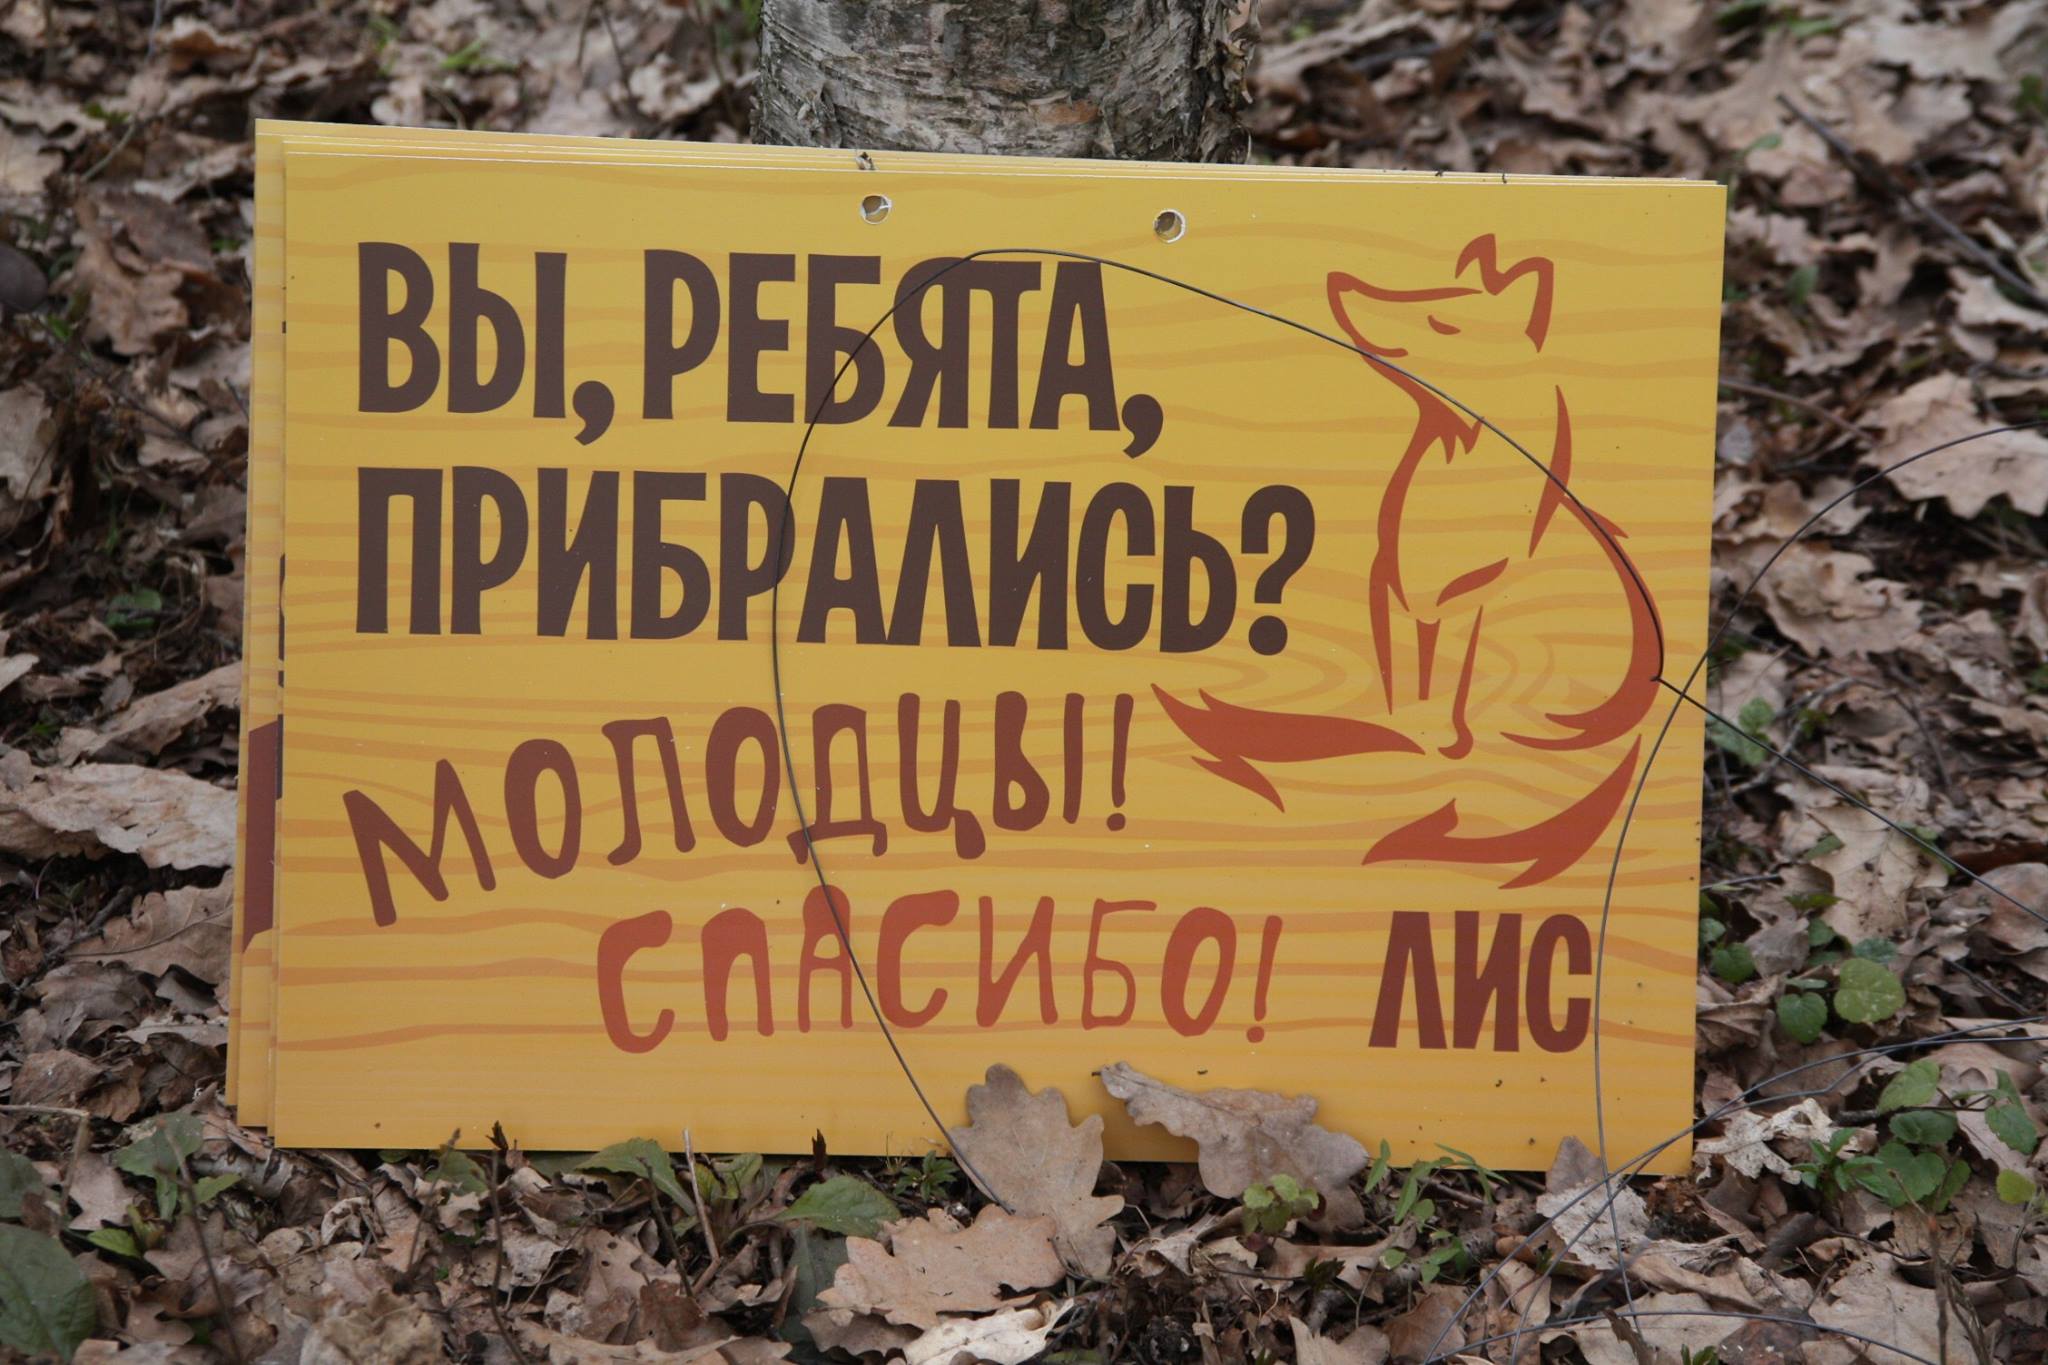 ВЫ, РЕБЯТА,
ПРИБРАЛИСЬ?
МОЛОДЦЫ!
СПАСИБО! ЛИС